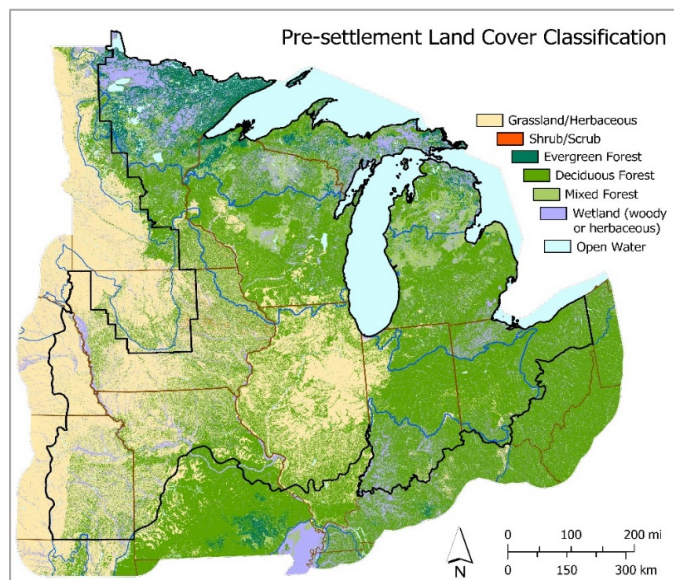 Pre-settlement Land Cover Classification
Grassland/Herbaceous
Shrub/Scrub
Evergreen Forest
Deciduous Forest
Mixed Forest
Wetland (woody
or herbaceous)
Open Water
N
0 100 200 mi
0 150 300 km